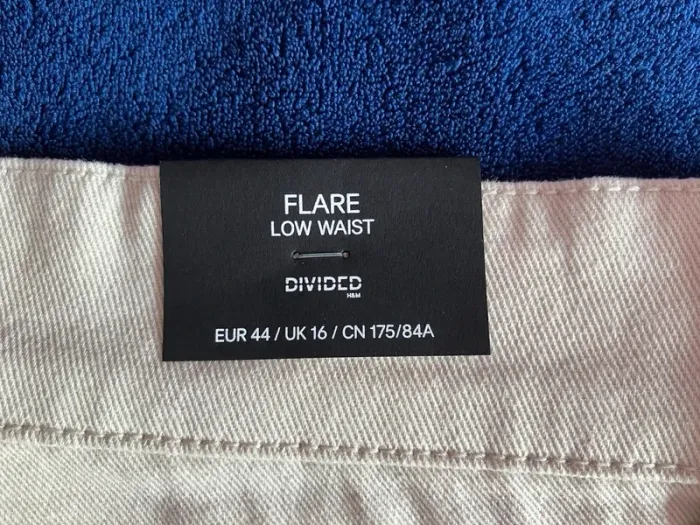 FLARE
LOW WAIST
DIVIDED
H&M
EUR 44 / UK 16 / CN 175/84A